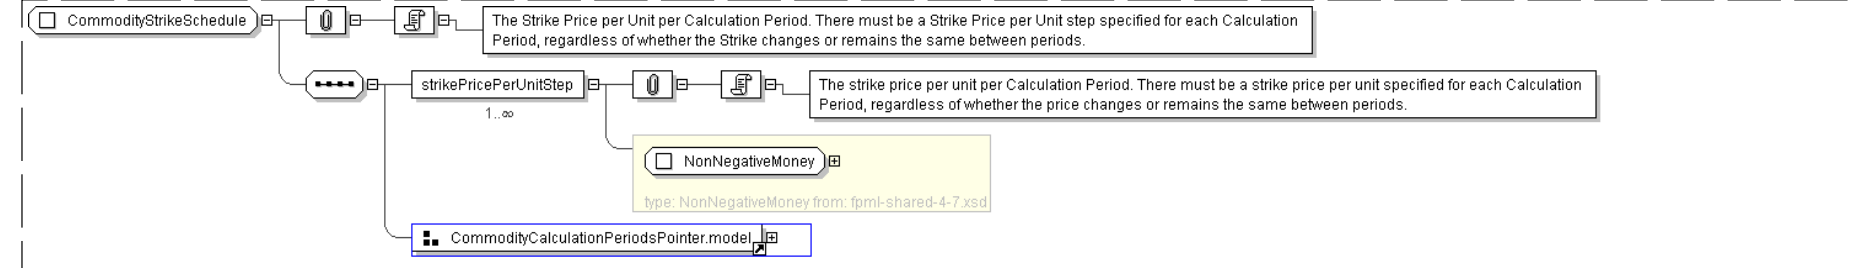 CommodityStrikeSchedule
The Strike Price per Unit per Calculation Period. There must be a Strike Price per Unit step specified for each Calculation
Period, regardless of whether the Strike changes or remains the same between periods.
strikePricePerUnitStep
1..∞
The strike price per unit per Calculation Period. There must be a strike price per unit specified for each Calculation
Period, regardless of whether the price changes or remains the same between periods.
NonNegativeMoney
type: NonNegativeMoney from: fpml-shared-4-7.xsd
CommodityCalculationPeriodsPointer.model